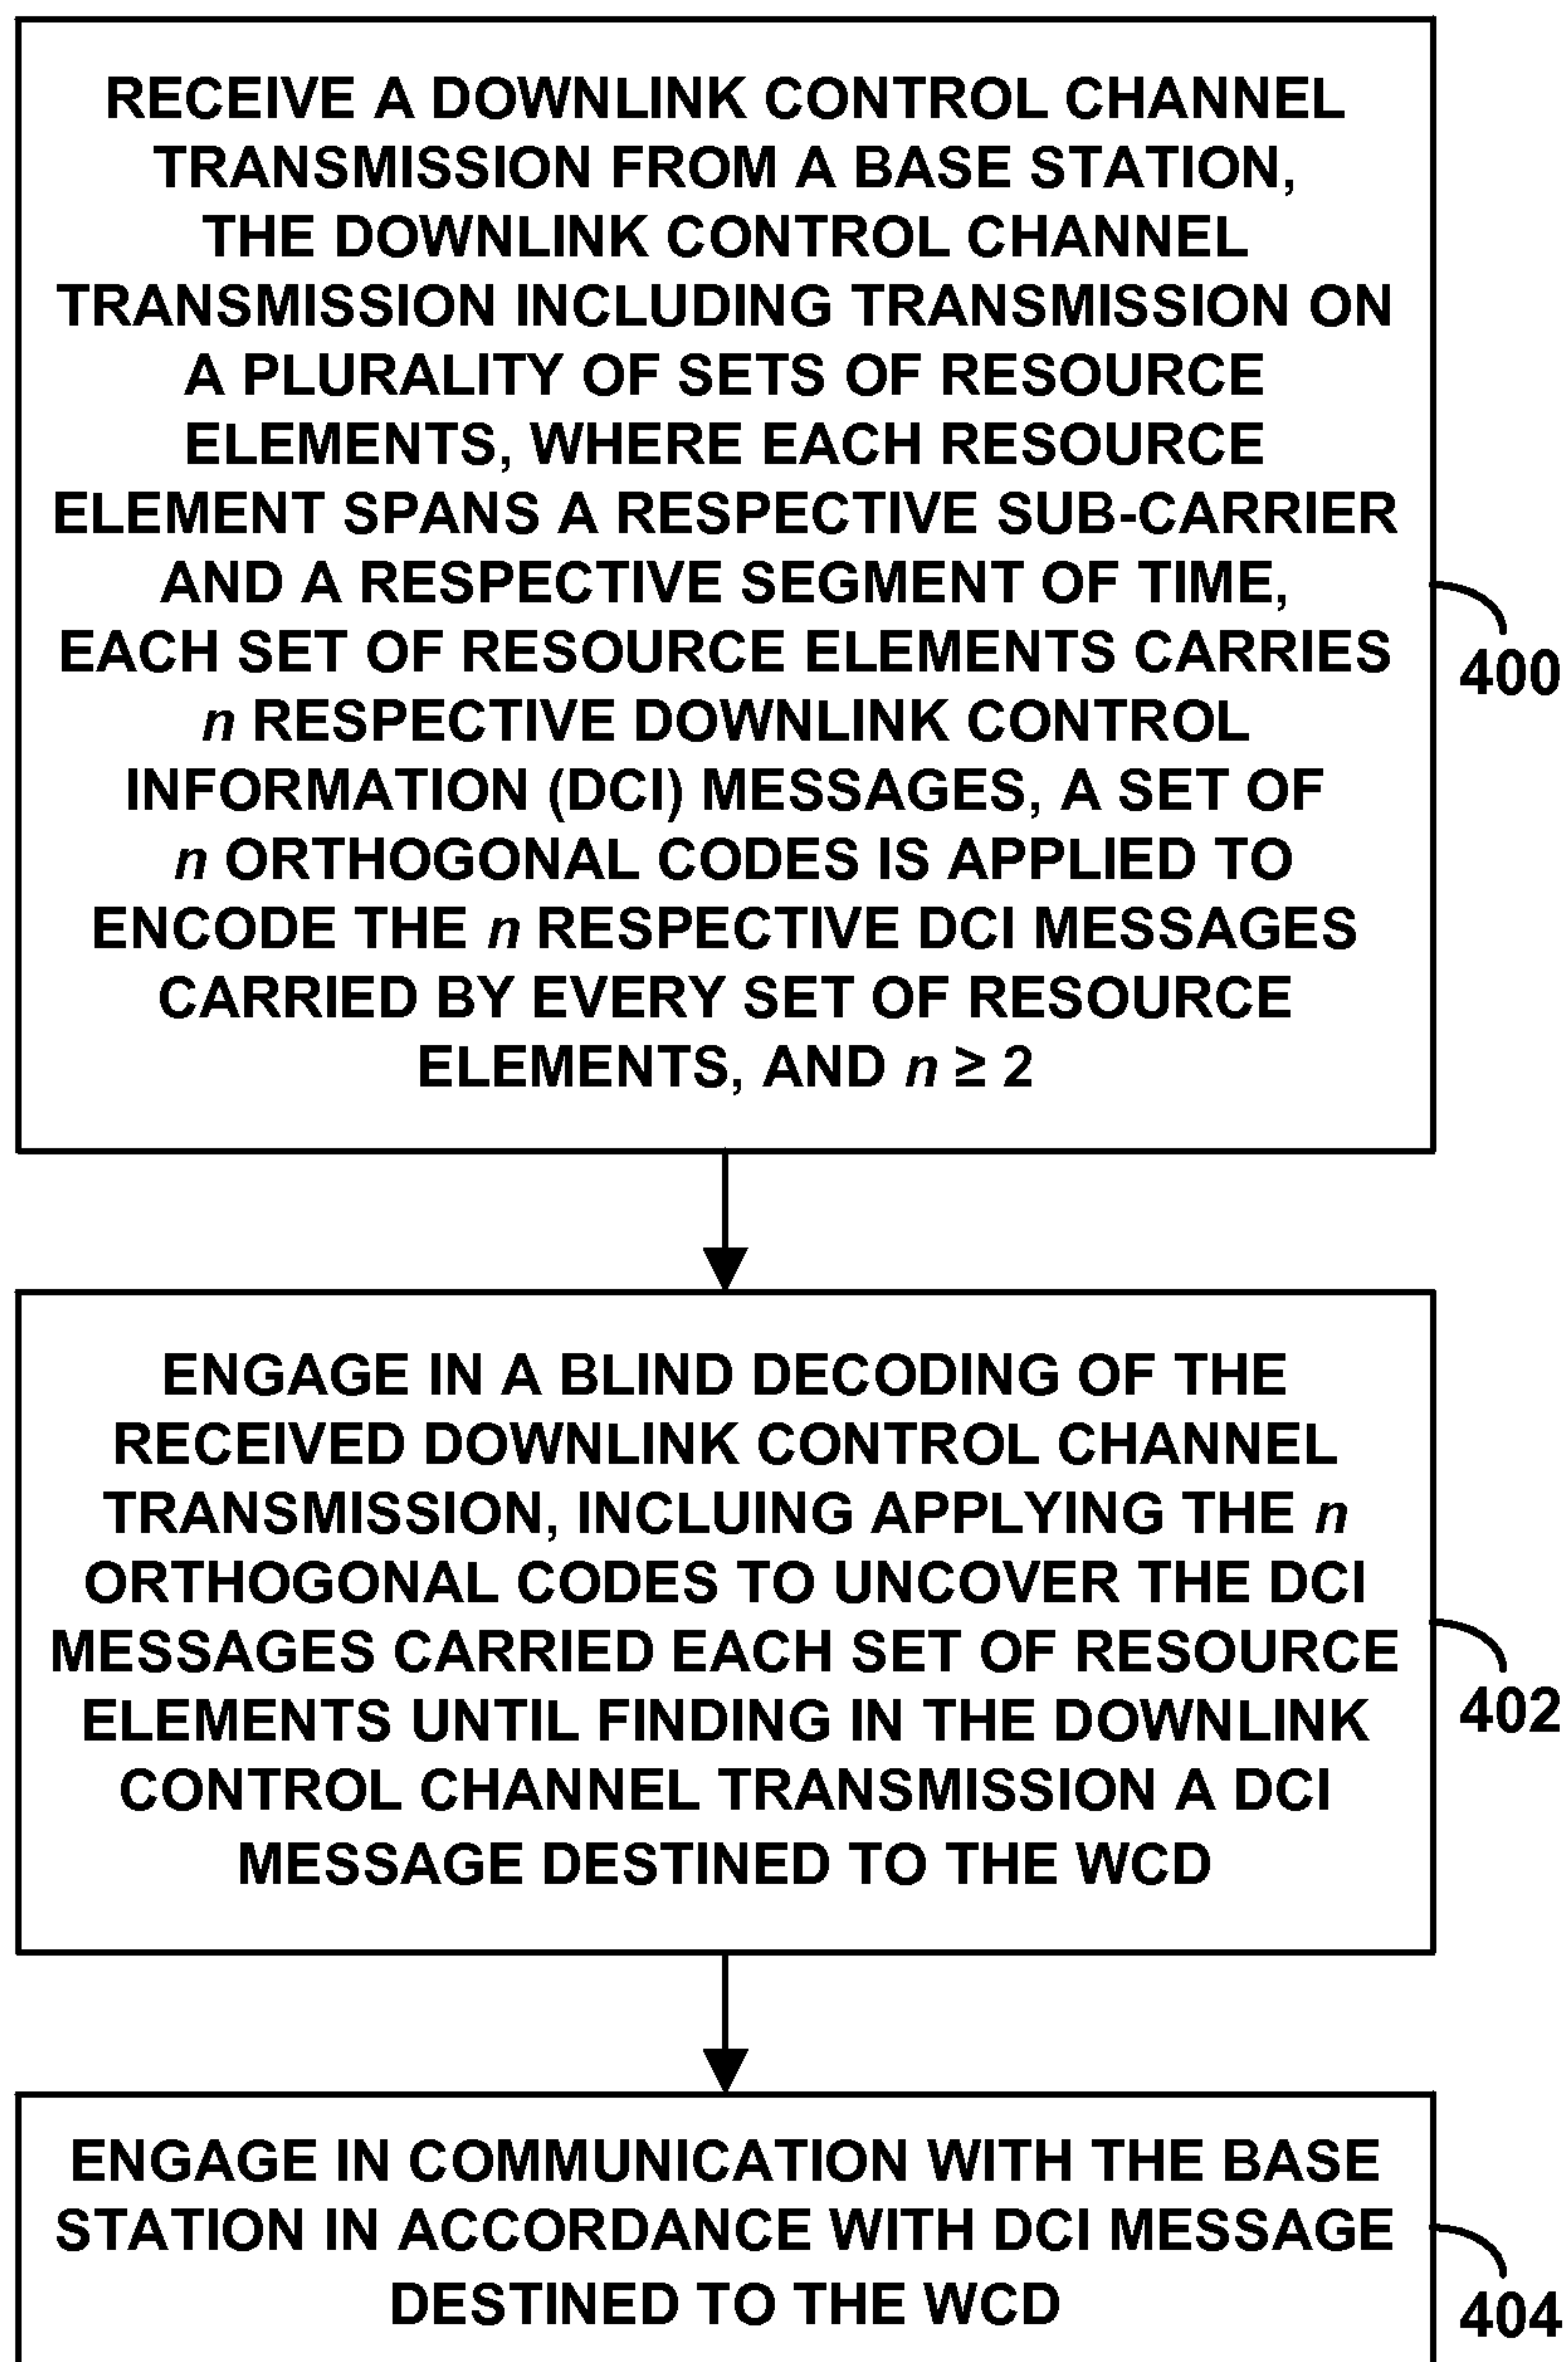 RECEIVE A DOWNLINK CONTROL CHANNEL
TRANSMISSION FROM A BASE STATION,
THE DOWNLINK CONTROL CHANNEL
TRANSMISSION INCLUDING TRANSMISSION ON
A PLURALITY OF SETS OF RESOURCE
ELEMENTS, WHERE EACH RESOURCE
ELEMENT SPANS A RESPECTIVE SUB-CARRIER
AND A RESPECTIVE SEGMENT OF TIME,
EACH SET OF RESOURCE ELEMENTS CARRIES
n RESPECTIVE DOWNLINK CONTROL
INFORMATION (DCI) MESSAGES, A SET OF
n ORTHOGONAL CODES IS APPLIED TO
ENCODE THE n RESPECTIVE DCI MESSAGES
CARRIED BY EVERY SET OF RESOURCE
ELEMENTS, AND n ≥ 2
400
ENGAGE IN A BLIND DECODING OF THE
RECEIVED DOWNLINK CONTROL CHANNEL
TRANSMISSION, INCLUING APPLYING THE n
ORTHOGONAL CODES TO UNCOVER THE DCI
MESSAGES CARRIED EACH SET OF RESOURCE
ELEMENTS UNTIL FINDING IN THE DOWNLINK
CONTROL CHANNEL TRANSMISSION A DCI
MESSAGE DESTINED TO THE WCD
402
ENGAGE IN COMMUNICATION WITH THE BASE
STATION IN ACCORDANCE WITH DCI MESSAGE
DESTINED TO THE WCD
404